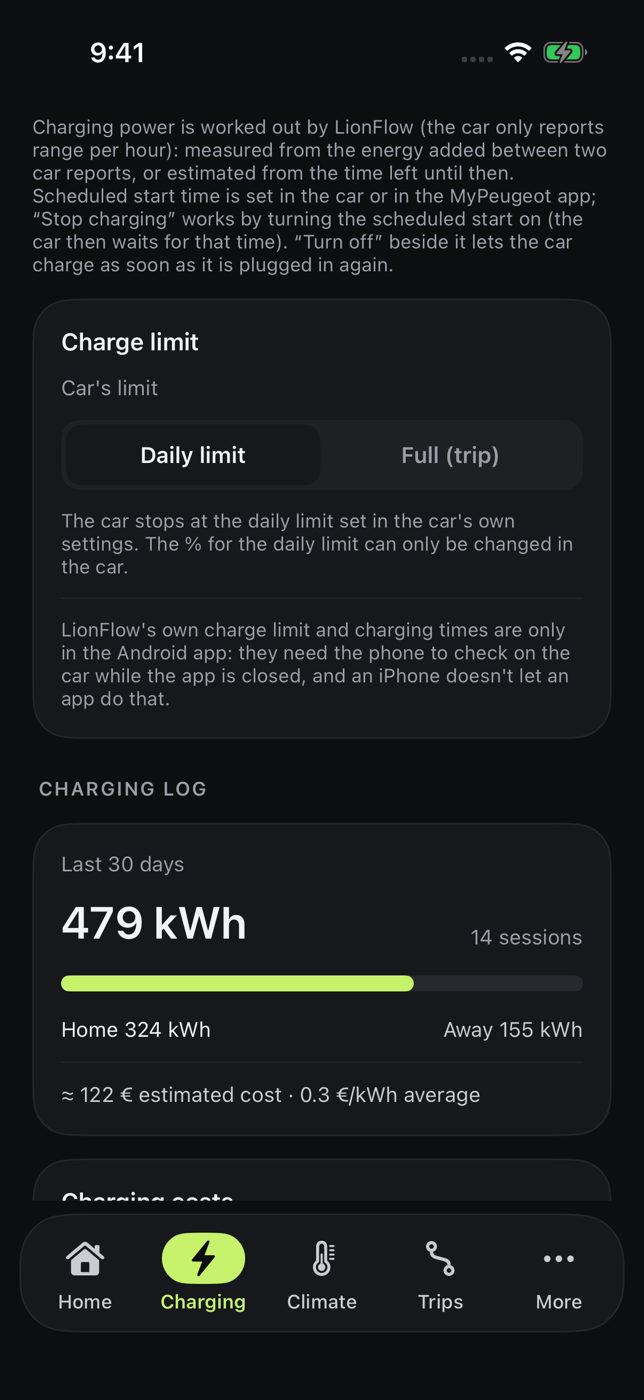 9:41
Charging power is worked out by LionFlow (the car only reports
range per hour): measured from the energy added between two
car reports, or estimated from the time left until then.
Scheduled start time is set in the car or in the MyPeugeot app;
“Stop charging” works by turning the scheduled start on (the
car then waits for that time). “Turn off” beside it lets the car
charge as soon as it is plugged in again.
Charge limit
Car's limit
Daily limit
Full (trip)
The car stops at the daily limit set in the car's own
settings. The % for the daily limit can only be changed in
the car.
LionFlow's own charge limit and charging times are only
in the Android app: they need the phone to check on the
car while the app is closed, and an iPhone doesn't let an
app do that.
CHARGING LOG
Last 30 days
479 kWh
14 sessions
Home 324 kWh
Away 155 kWh
≈ 122 € estimated cost · 0.3 €/kWh average
Charging costs
Home
Charging
Climate
Trips
More